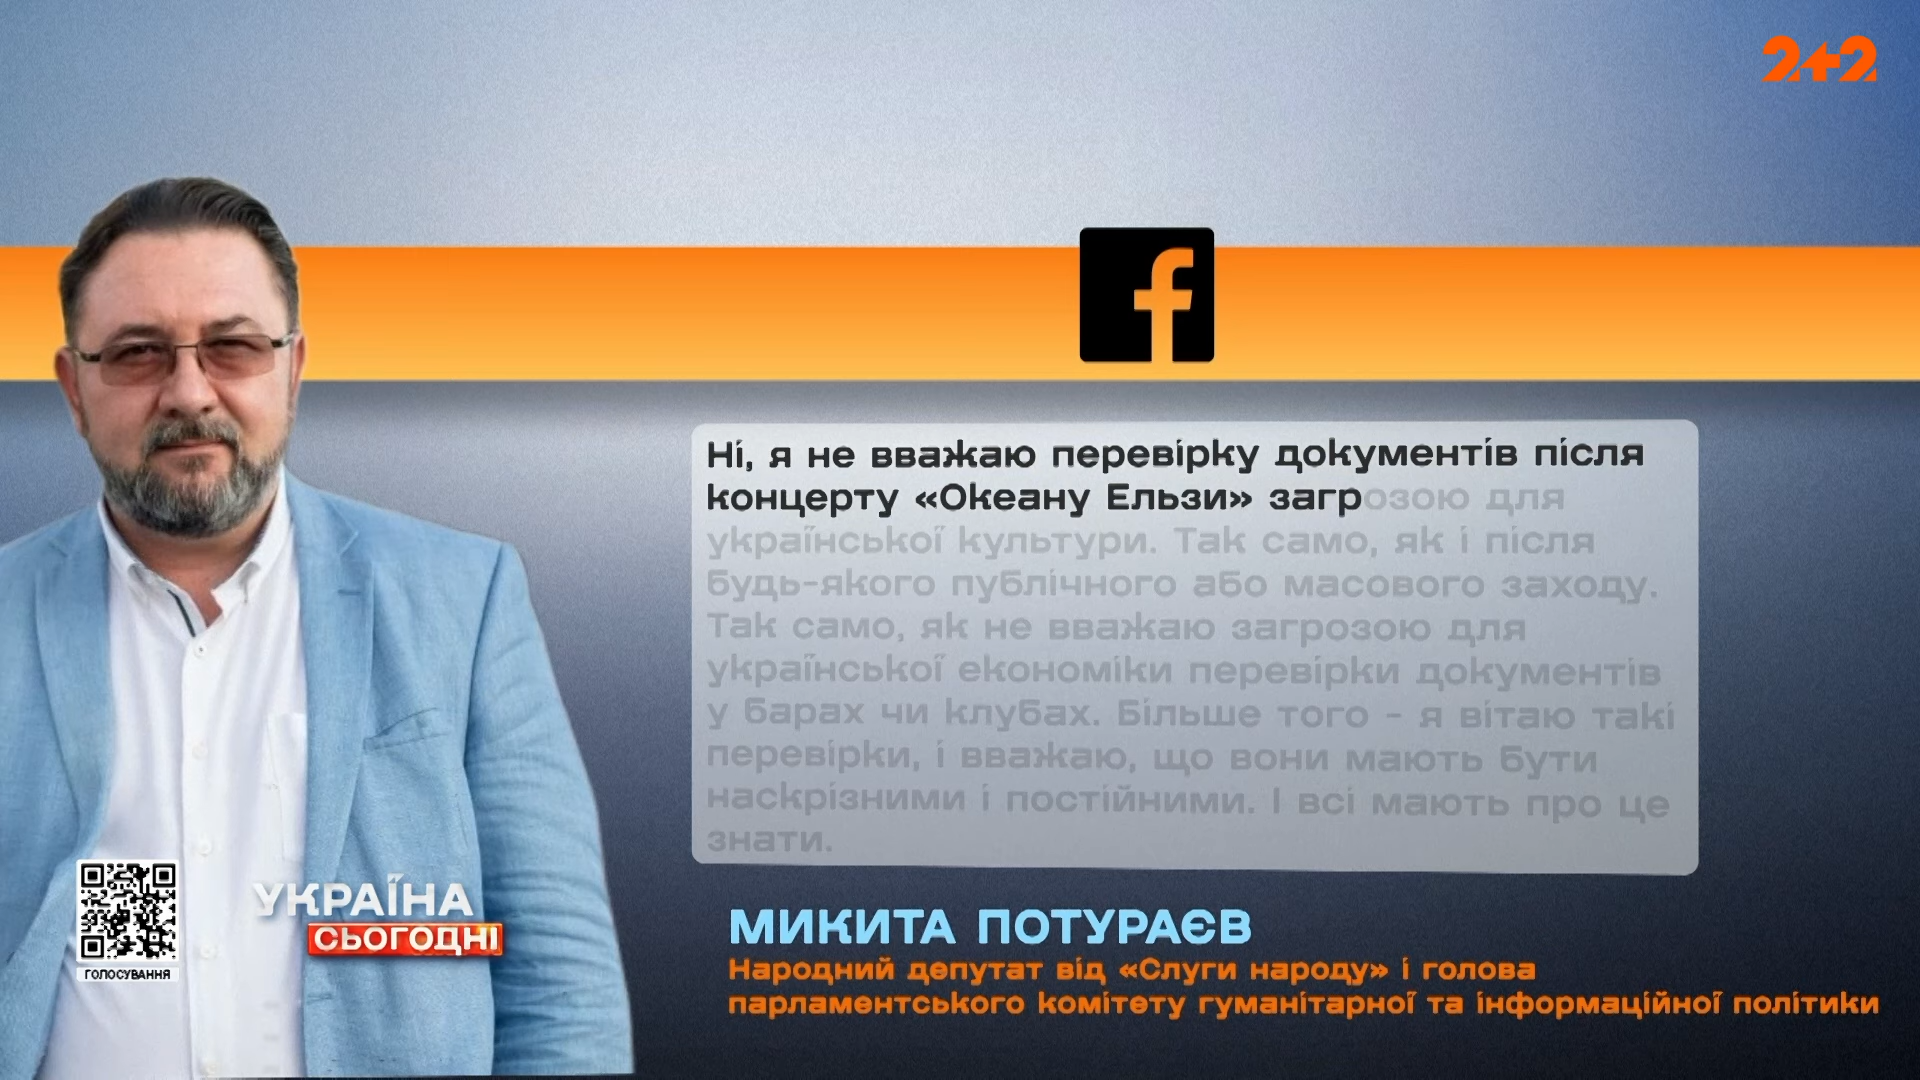 2+2
Ні, я не вважаю перевірку документів після
концерту «Океану Ельзи» загрозою для
української культури. Так само, як і після
будь-якого публічного або масового заходу.
Так само, як не вважаю загрозою для
української економіки перевірки документів
у барах чи клубах. Більше того - я вітаю такі
перевірки, і вважаю, що вони мають бути
наскрізними і постійними. І всі мають про це
знати.
УКРАЇНА
СЬОГОДНІ
ГОЛОСУВАННЯ
МИКИТА ПОТУРАЄВ
Народний депутат від «Слуги народу» і голова
парламентського комітету гуманітарної та інформаційної політики